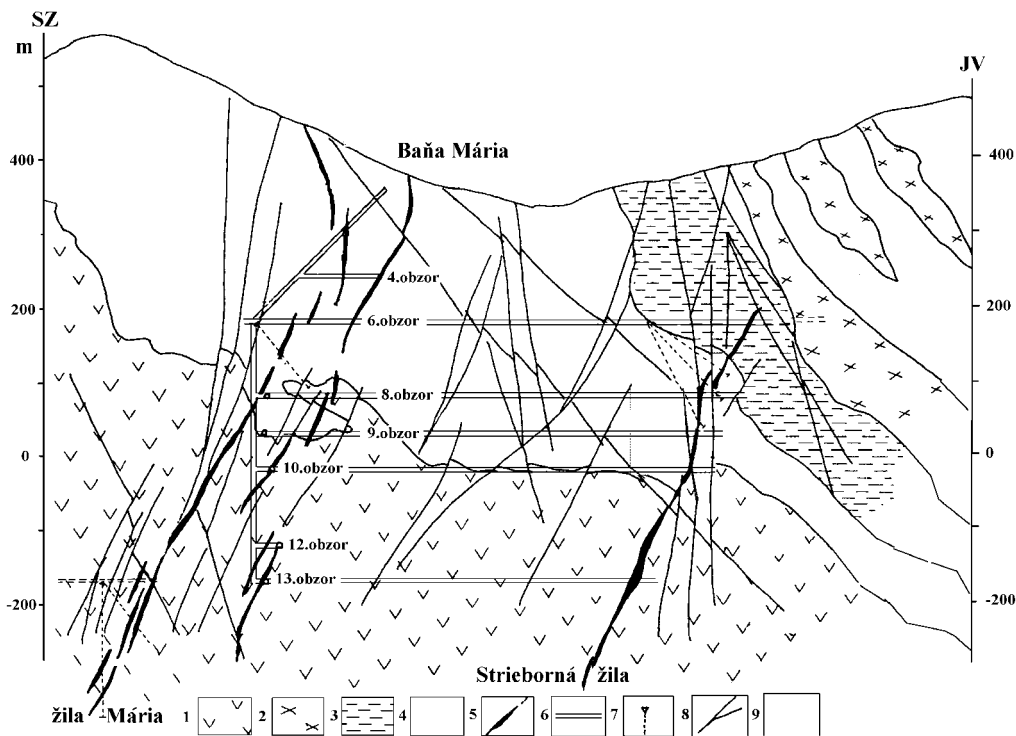 SZ
m
JV
Baňa Mária
400
400
4.obzor
200
6.obzor
200
8.obzor
9.obzor
0
10.obzor
0
12.obzor
13.obzor
-200
-200
Strieborná žila
žila Mária
1 2 3 4 5 6 7 8 9